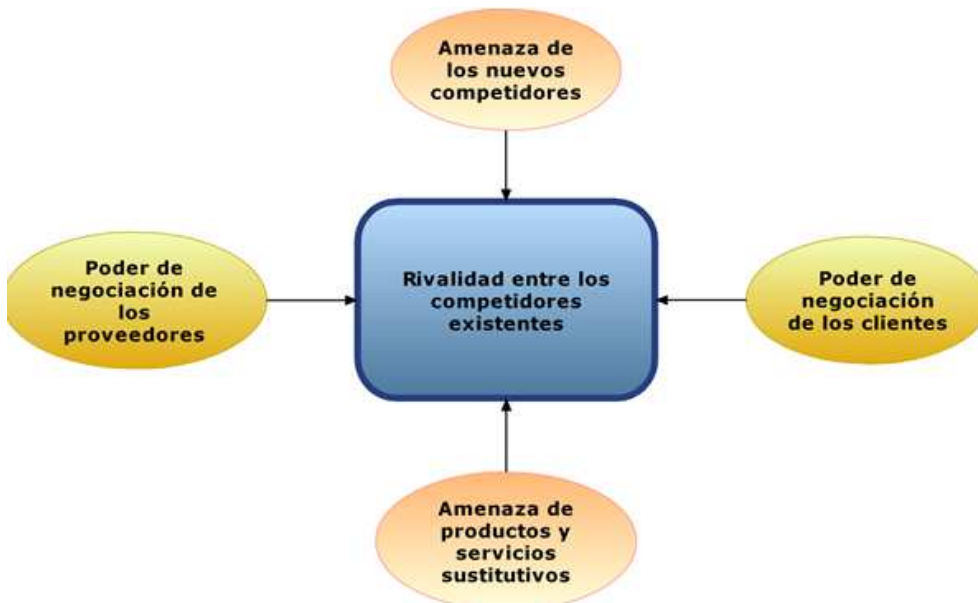 Amenaza de
los nuevos
competidores
Poder de
negociación de
los
proveedores
Rivalidad entre los
competidores
existentes
Poder de
negociación
de los clientes
Amenaza de
productos y
servicios
sustitutivos